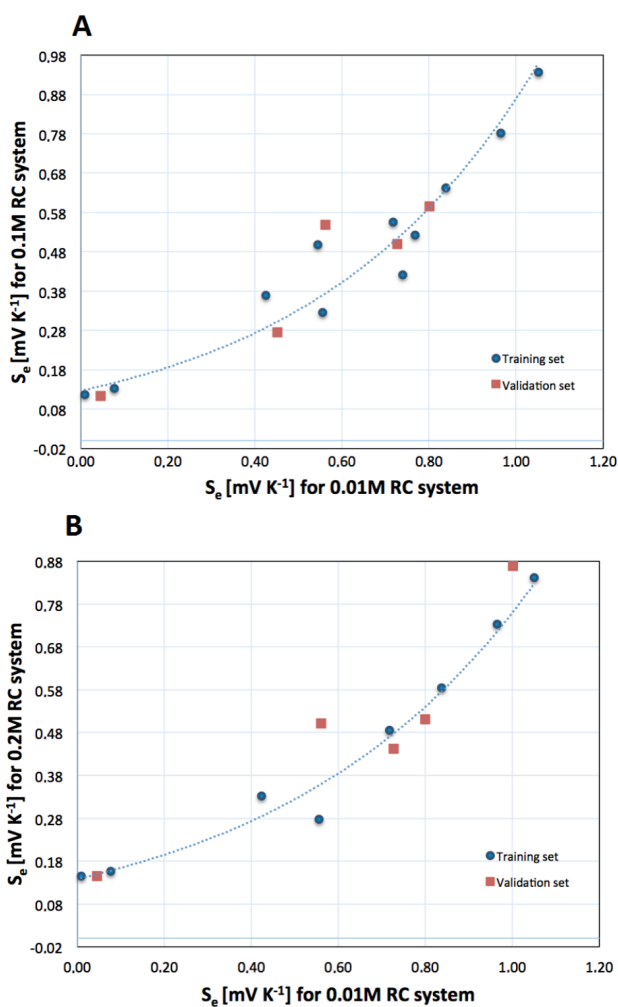 A
0.98
0.88
0.78
0.68
0.58
0.48
0.38
0.28
0.18
0.08
-0.02
Sₑ [mV K⁻¹] for 0.1M RC system
Training set
Validation set
0.00 0.20 0.40 0.60 0.80 1.00 1.20
Sₑ [mV K⁻¹] for 0.01M RC system
B
0.88
0.78
0.68
0.58
0.48
0.38
0.28
0.18
0.08
-0.02
Sₑ [mV K⁻¹] for 0.2M RC system
Training set
Validation set
0.00 0.20 0.40 0.60 0.80 1.00 1.20
Sₑ [mV K⁻¹] for 0.01M RC system